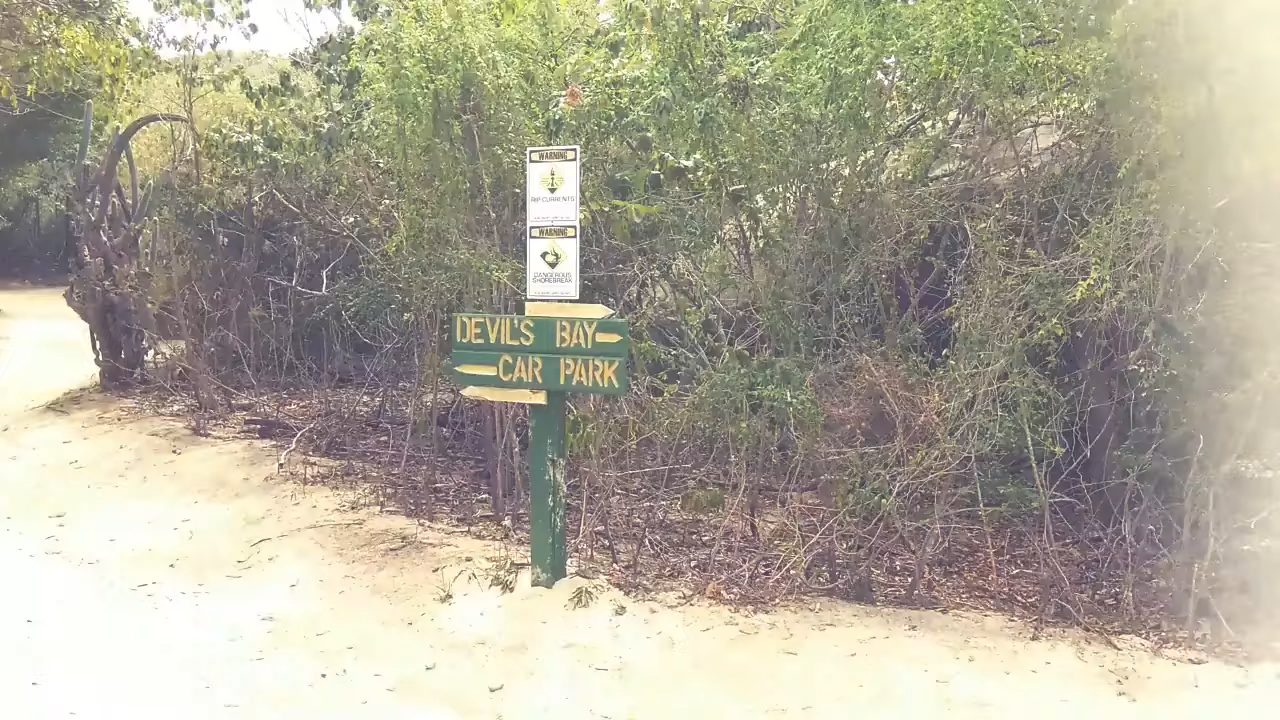 WARNING
RIP CURRENTS
WARNING
DANGEROUS
SHOREBREAK
DEVIL'S BAY
CAR PARK